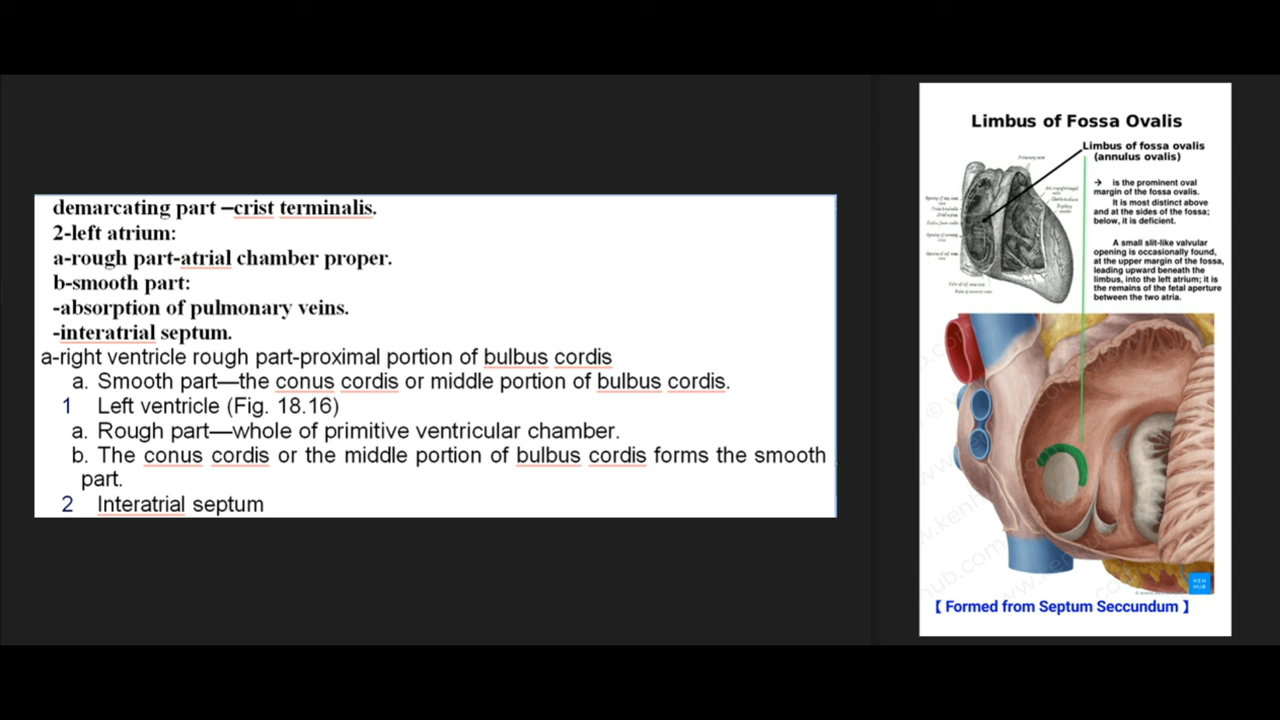 demarcating part –crist terminalis.
2-left atrium:
a-rough part-atrial chamber proper.
b-smooth part:
-absorption of pulmonary veins.
-interatrial septum.
a-right ventricle rough part-proximal portion of bulbus cordis
a. Smooth part—the conus cordis or middle portion of bulbus cordis.
1 Left ventricle (Fig. 18.16)
a. Rough part—whole of primitive ventricular chamber.
b. The conus cordis or the middle portion of bulbus cordis forms the smooth
part.
2 Interatrial septum
Limbus of Fossa Ovalis
Limbus of fossa ovalis
(annulus ovalis)
→ is the prominent oval
margin of the fossa ovalis.
It is most distinct above
and at the sides of the fossa;
below, it is deficient.
A small slit-like valvular
opening is occasionally found,
at the upper margin of the fossa,
leading upward beneath the
limbus, into the left atrium; it is
the remains of the fetal aperture
between the two atria.
KEN
HUB
【 Formed from Septum Seccundum 】